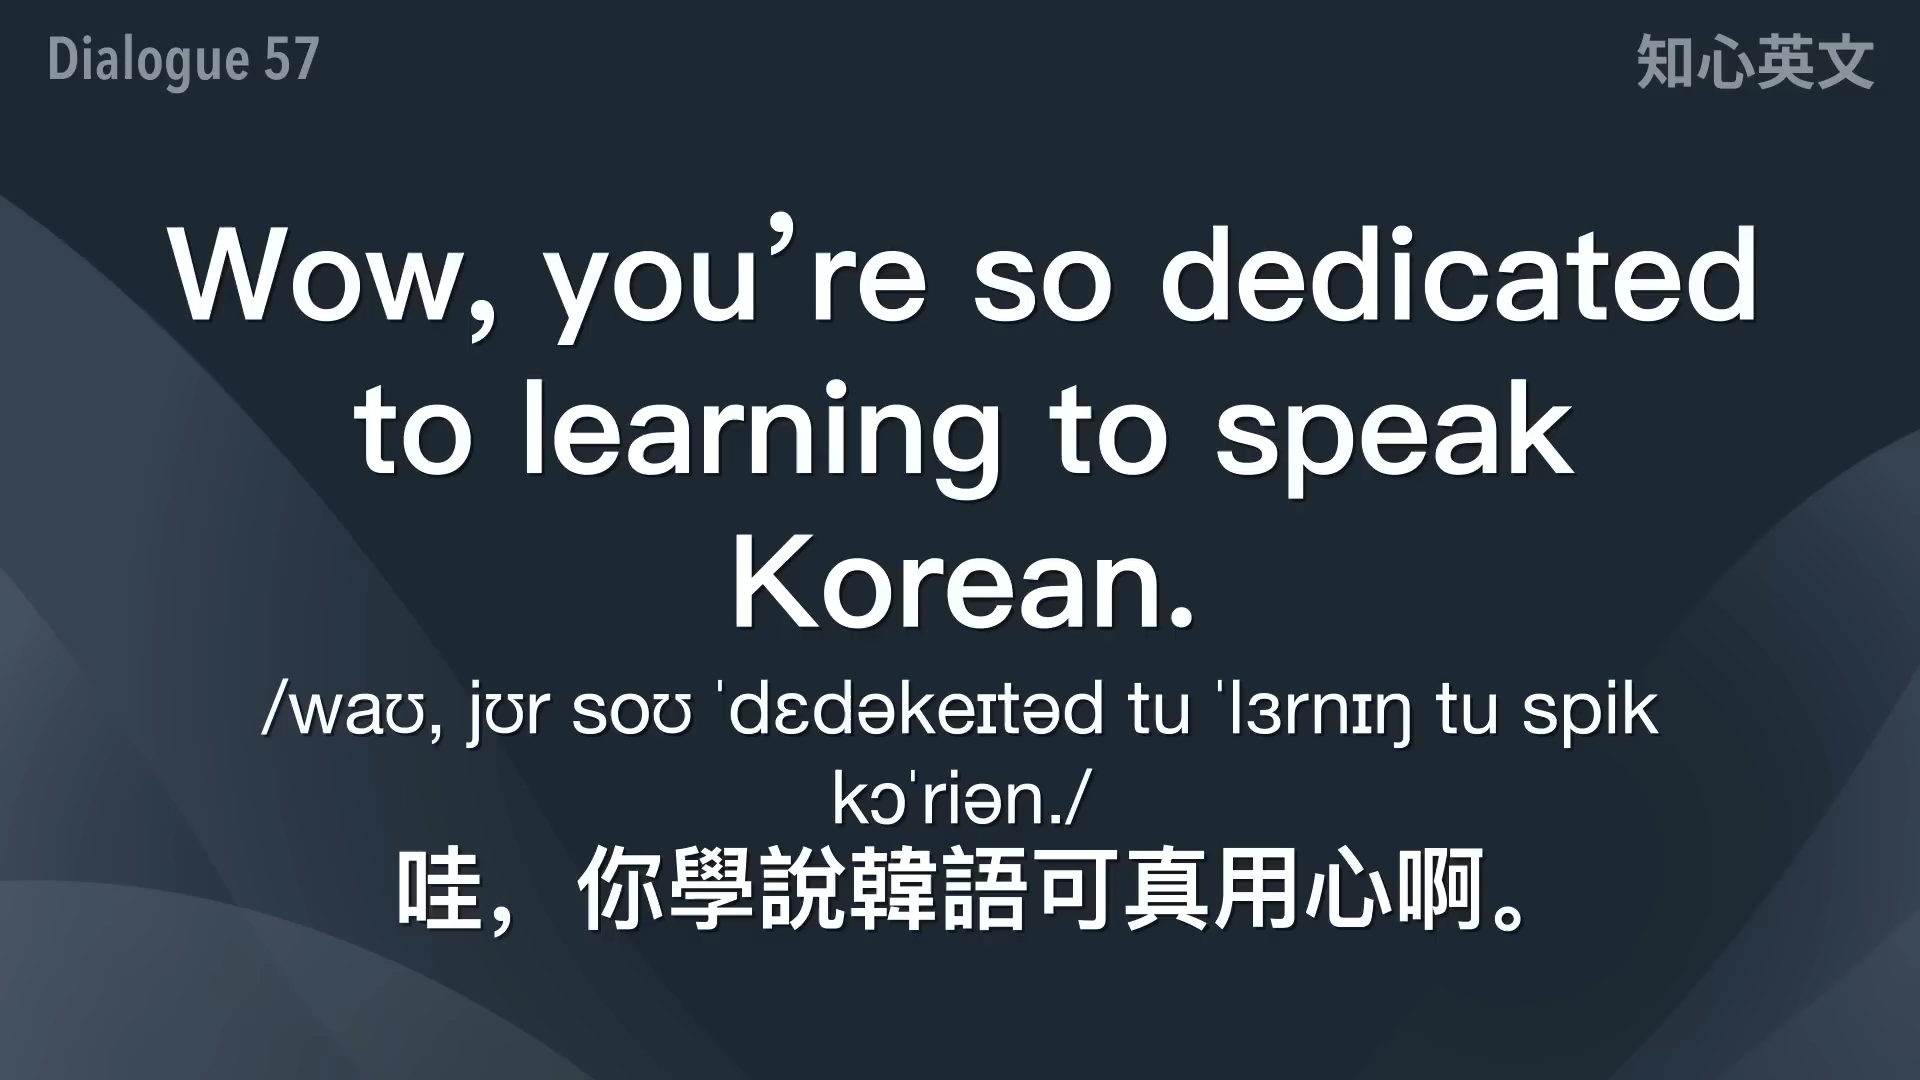 Dialogue 57
知心英文
Wow, you’re so dedicated
to learning to speak
Korean.
/waʊ, jʊr soʊ ˈdɛdəkeɪtəd tu ˈlɜrnɪŋ tu spik
kɔˈriən./
哇，你學說韓語可真用心啊。